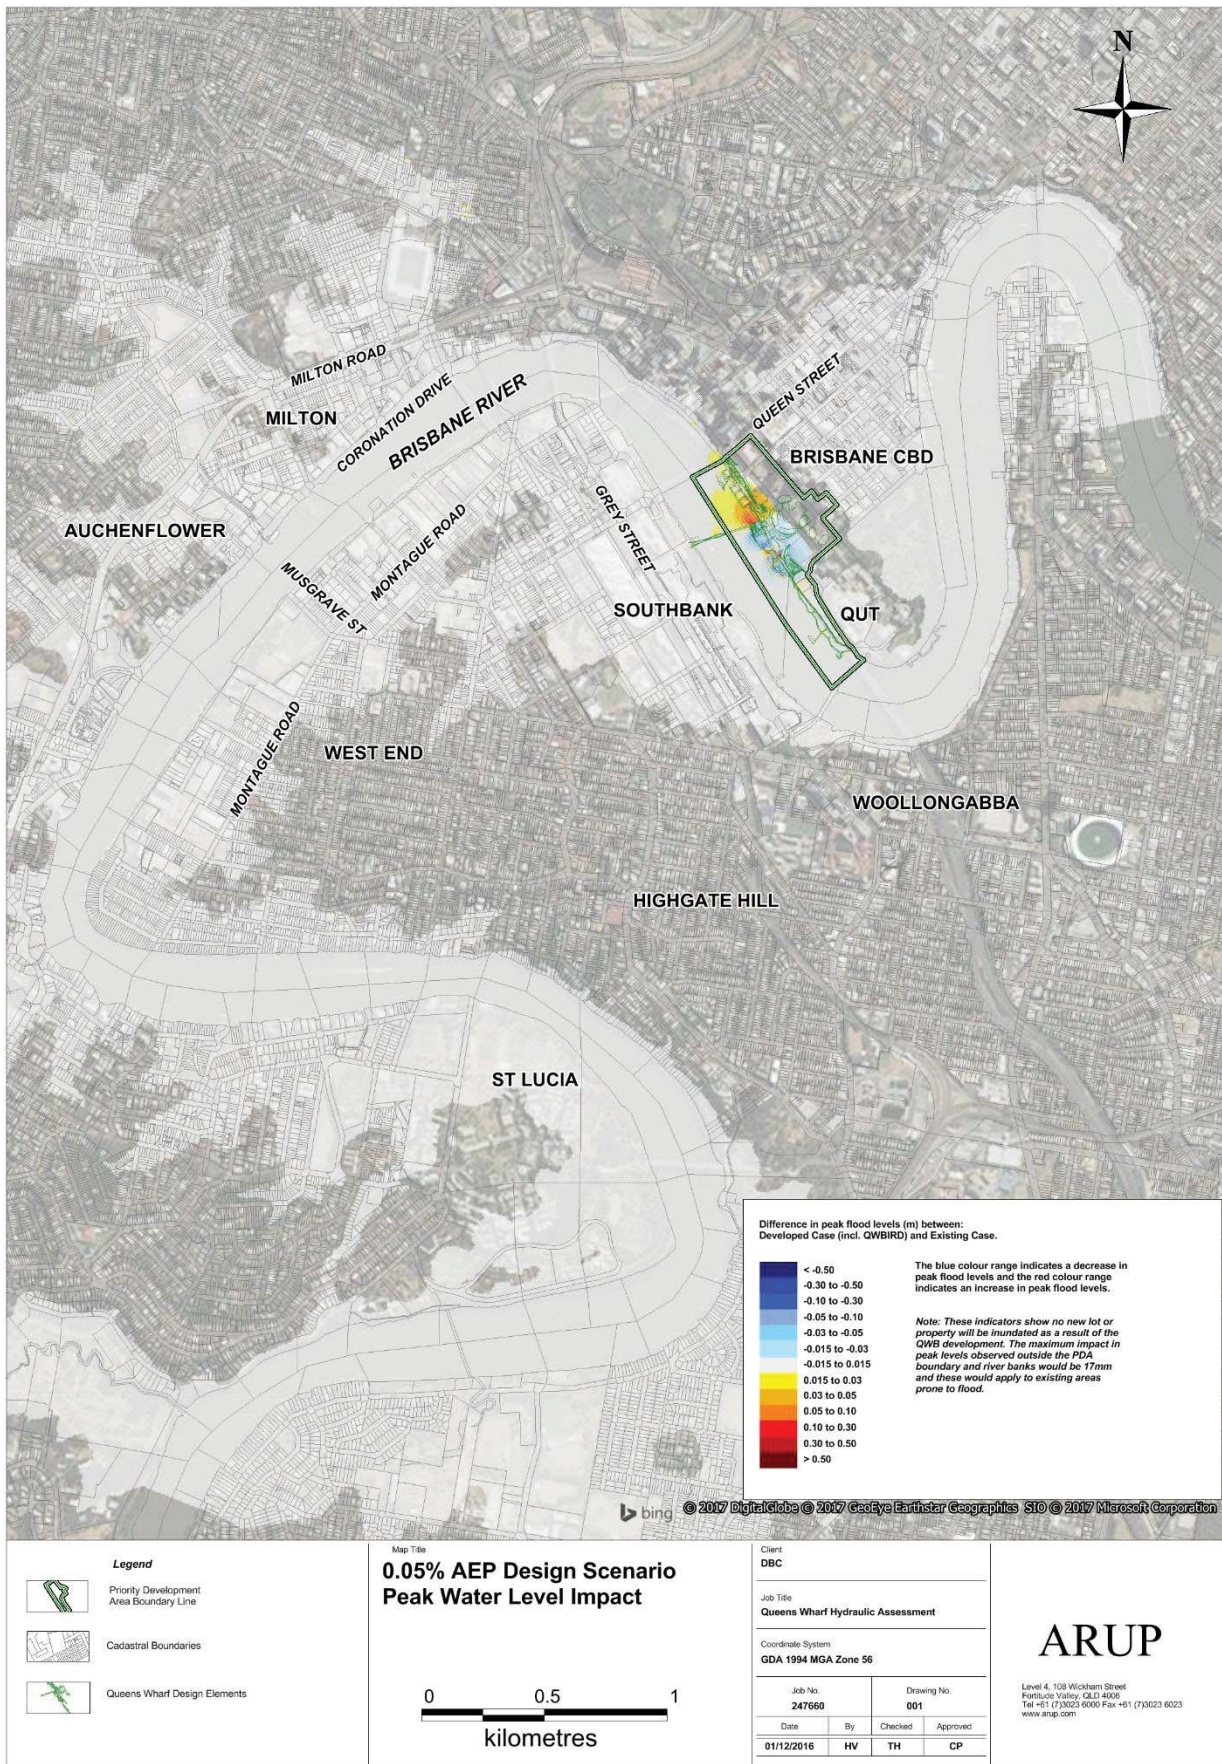 N
MILTON ROAD
MILTON
CORONATION DRIVE
BRISBANE RIVER
QUEEN STREET
BRISBANE CBD
AUCHENFLOWER
GREY STREET
MONTAGUE ROAD
MUSGRAVE ST
SOUTHBANK
QUT
MONTAGUE ROAD
WEST END
WOOLLONGABBA
HIGHGATE HILL
ST LUCIA
Difference in peak flood levels (m) between:
Developed Case (incl. QWBIRD) and Existing Case.
< -0.50
-0.30 to -0.50
-0.10 to -0.30
-0.05 to -0.10
-0.03 to -0.05
-0.015 to -0.03
-0.015 to 0.015
0.015 to 0.03
0.03 to 0.05
0.05 to 0.10
0.10 to 0.30
0.30 to 0.50
> 0.50
The blue colour range indicates a decrease in
peak flood levels and the red colour range
indicates an increase in peak flood levels.
Note: These indicators show no new lot or
property will be inundated as a result of the
QWB development. The maximum impact in
peak levels observed outside the PDA
boundary and river banks would be 17mm
and these would apply to existing areas
prone to flood.
bing
© 2017 DigitalGlobe © 2017 GeoEye Earthstar Geographics SIO © 2017 Microsoft Corporation
Legend
Priority Development
Area Boundary Line
Cadastral Boundaries
Queens Wharf Design Elements
Map Title
0.05% AEP Design Scenario
Peak Water Level Impact
0 0.5 1
kilometres
Client
DBC
Job Title
Queens Wharf Hydraulic Assessment
Coordinate System
GDA 1994 MGA Zone 56
Job No. Drawing No.
247660 001
Date By Checked Approved
01/12/2016 HV TH CP
ARUP
Level 4, 108 Wickham Street
Fortitude Valley, QLD 4006
Tel +61 (7)3023 6000 Fax +61 (7)3023 6023
www.arup.com